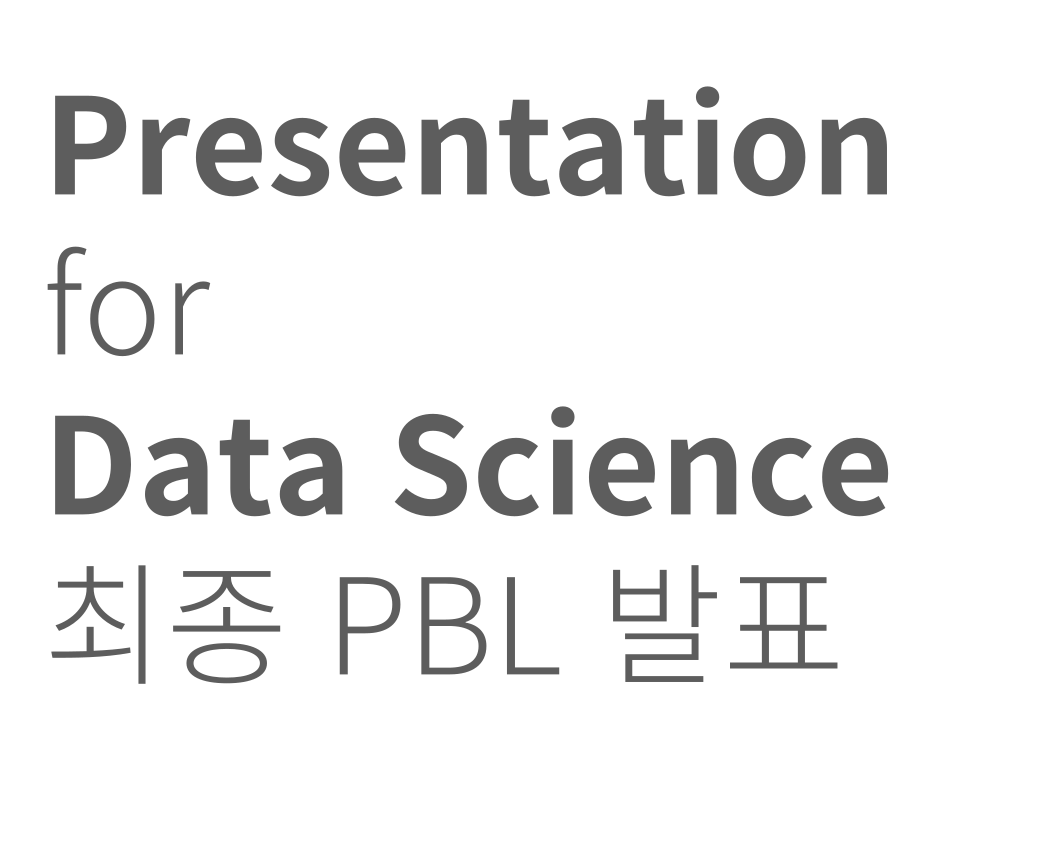 Presentation
for
Data Science
최종 PBL 발표